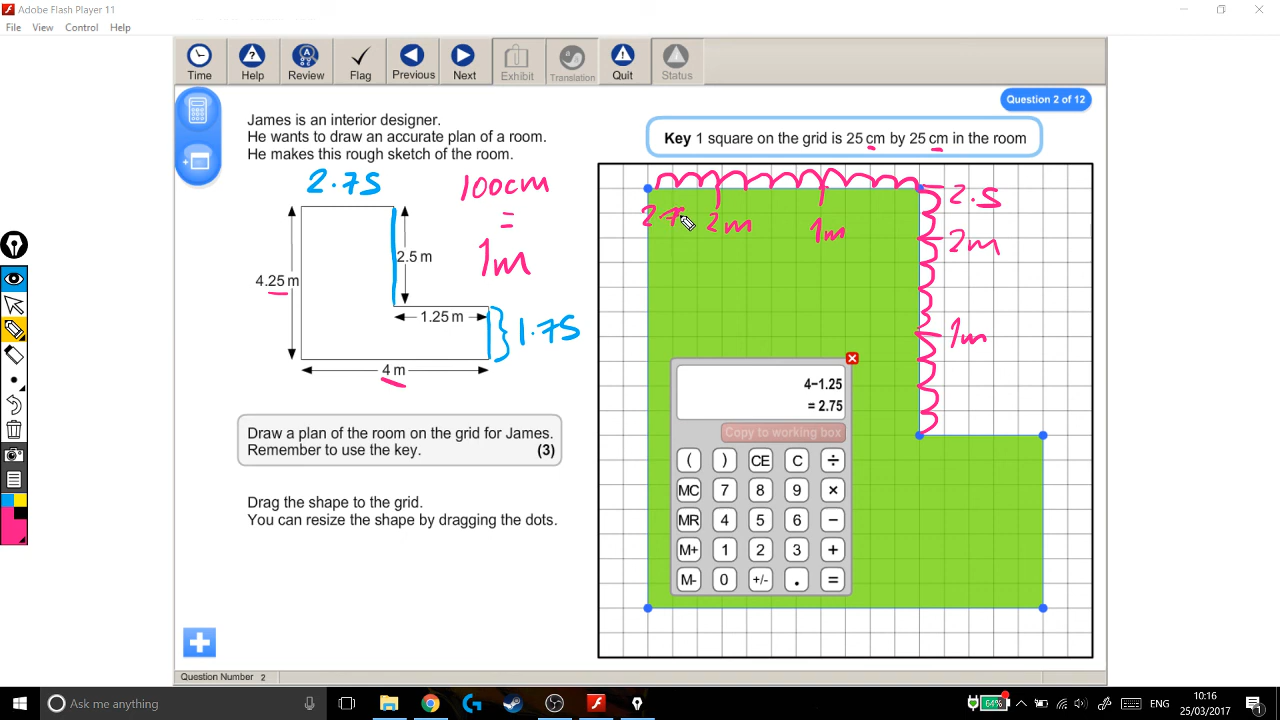 Adobe Flash Player 11
File View Control Help
Time Help Review Flag Previous Next Exhibit Translation Quit Status
Question 2 of 12
James is an interior designer.
He wants to draw an accurate plan of a room.
He makes this rough sketch of the room.
Key 1 square on the grid is 25 cm by 25 cm in the room
2.75
100cm
=
1m
4.25 m
2.5 m
1.25 m
1.75
4 m
2.7
2m
1m
2.5
2m
1m
4−1.25
= 2.75
Copy to working box
( ) CE C ÷
MC 7 8 9 ×
MR 4 5 6 −
M+ 1 2 3 +
M- 0 +/- . =
Draw a plan of the room on the grid for James.
Remember to use the key. (3)
Drag the shape to the grid.
You can resize the shape by dragging the dots.
Question Number 2
Ask me anything
64%
10:16
25/03/2017
1